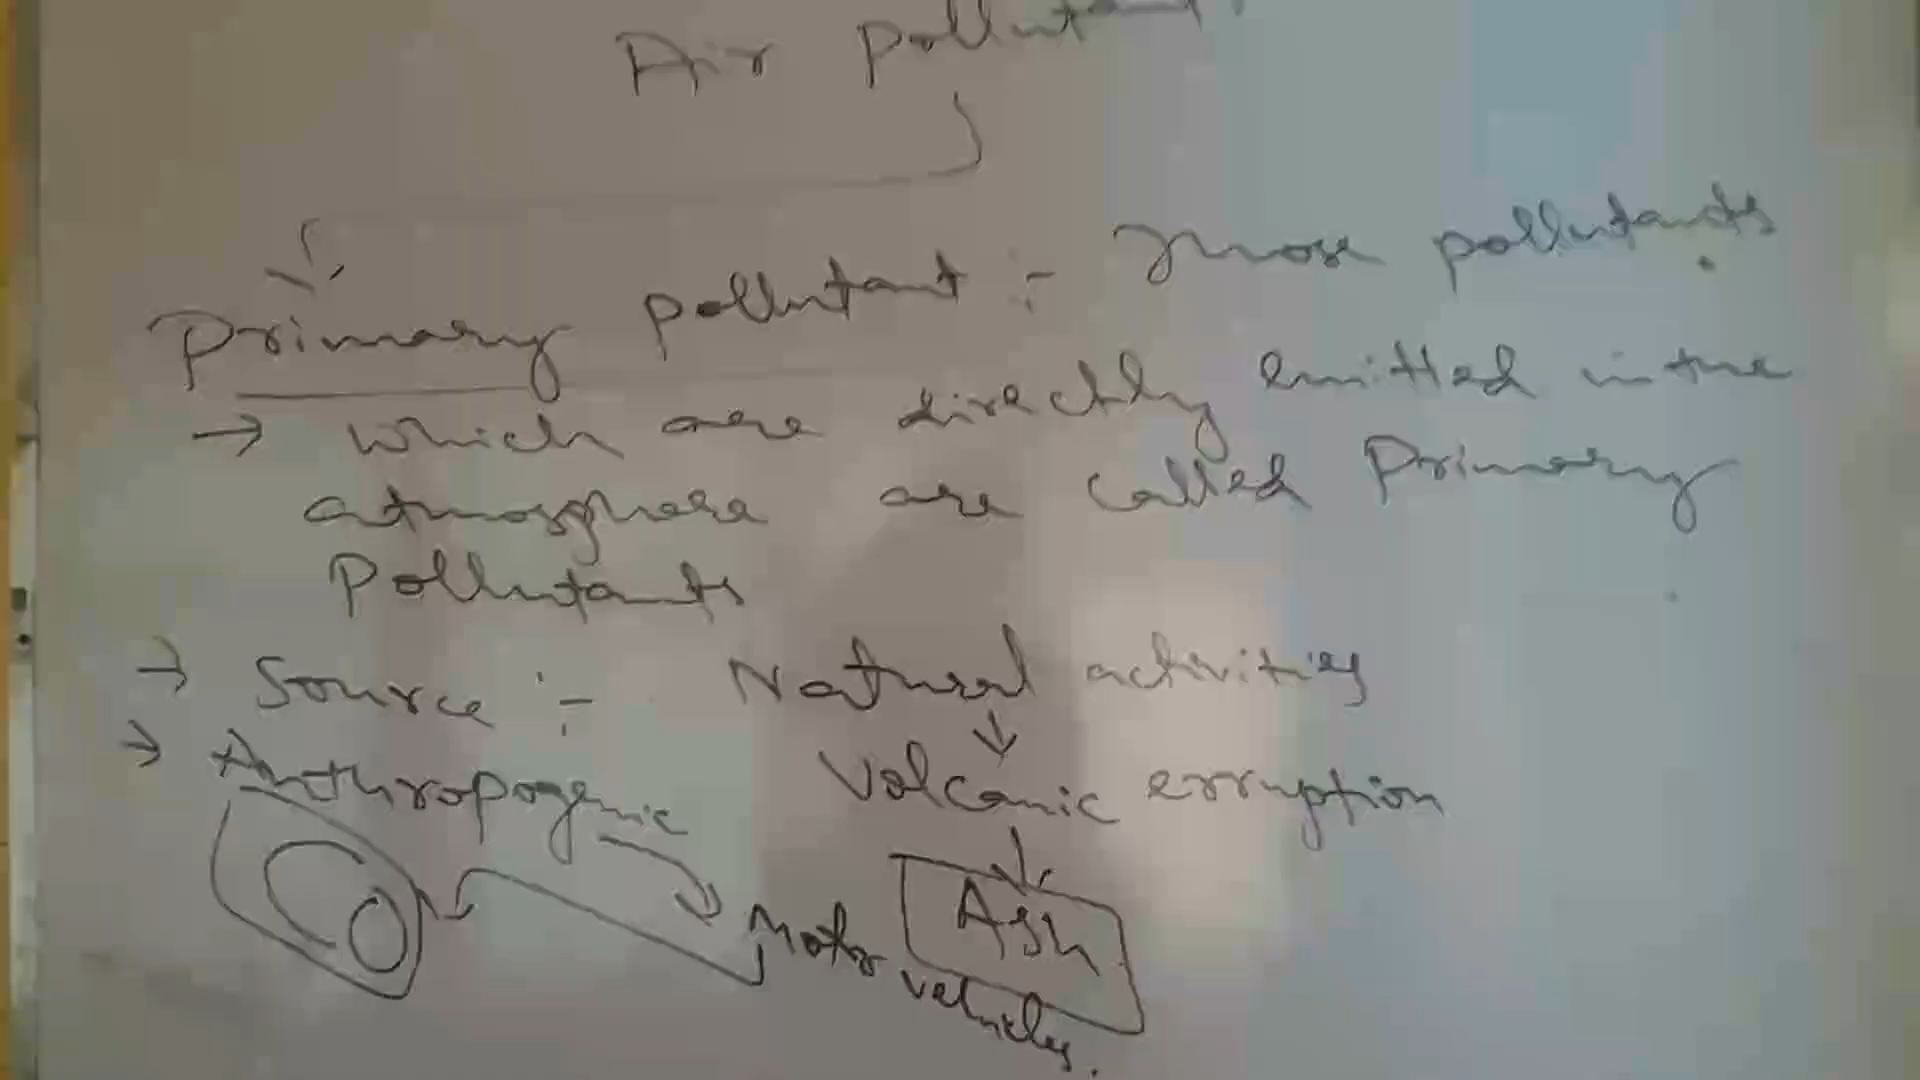 Air pollutant.
Primary pollutant :- Those pollutants
→ which are directly emitted in the
atmosphere are called Primary
Pollutants
→ Source :- Natural activities
↓
→ Anthropogenic Volcanic erruption
CO Motor vehicles. Ash